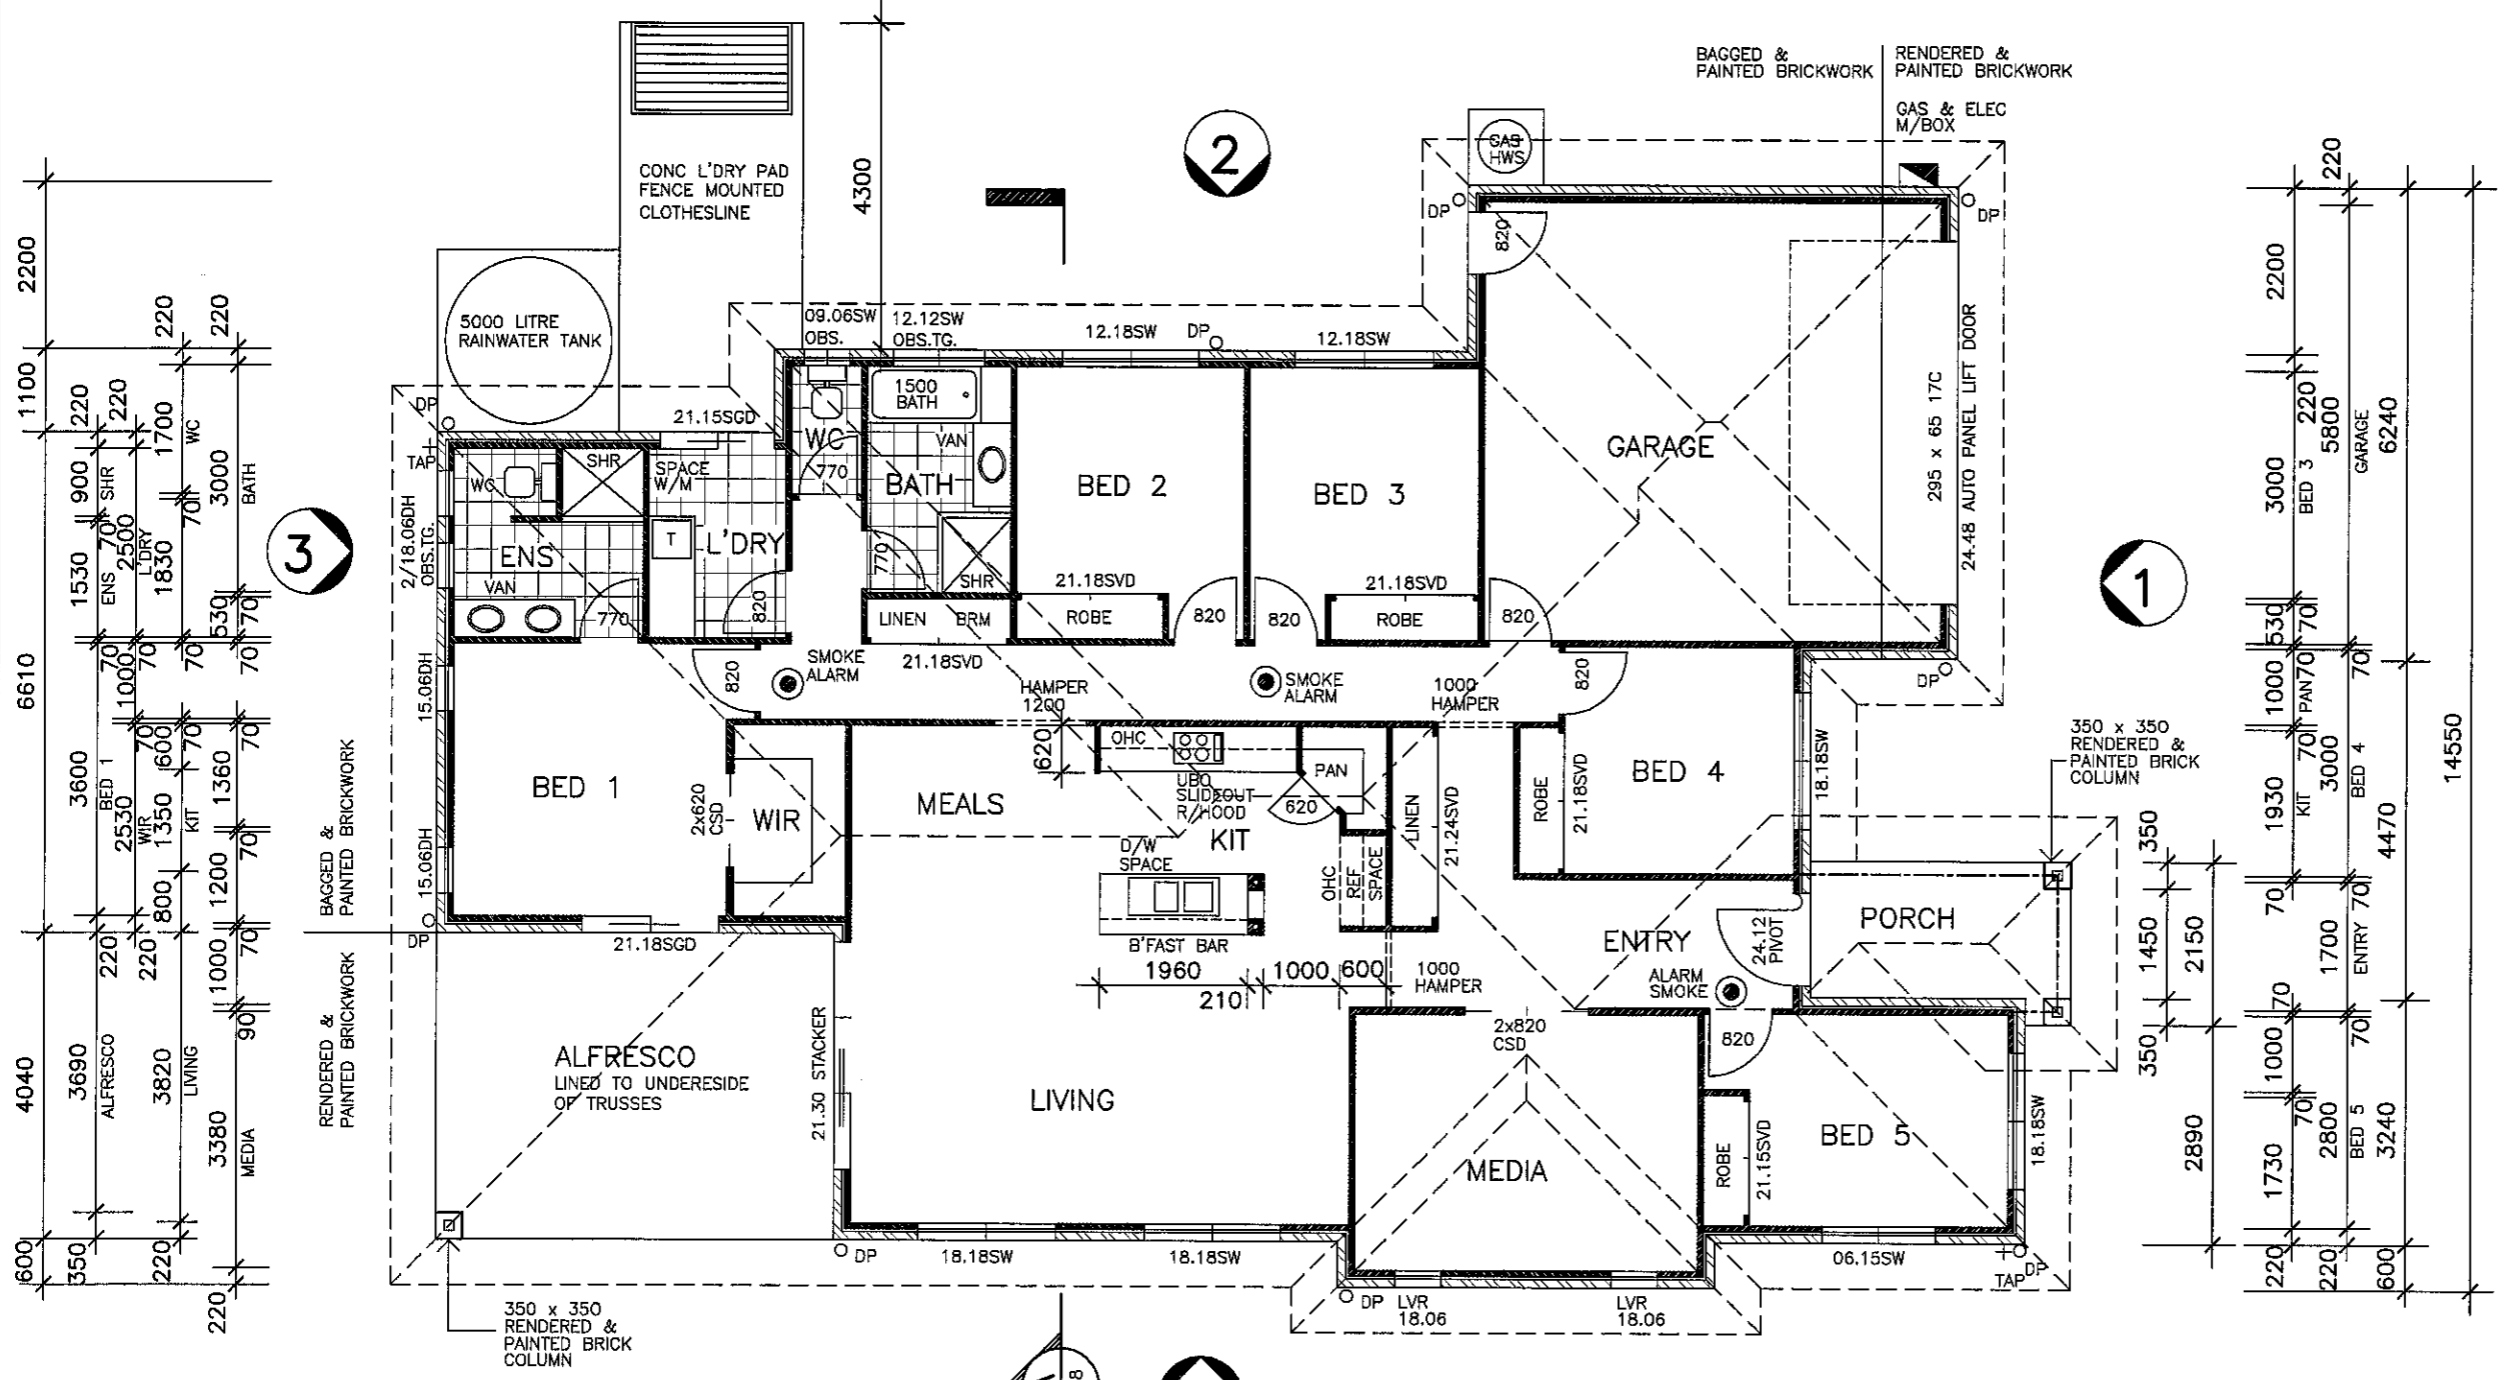 BAGGED &
PAINTED BRICKWORK
RENDERED &
PAINTED BRICKWORK
GAS & ELEC
M/BOX
GAS
HWS
2
CONC L'DRY PAD
FENCE MOUNTED
CLOTHESLINE
4300
DP
DP
820
5000 LITRE
RAINWATER TANK
09.06SW
OBS.
12.12SW
OBS.TG.
12.18SW
DP
12.18SW
DP
TAP
21.15SGD
1500
BATH
WC
770
VAN
BATH
770
SHR
BED 2
BED 3
GARAGE
295 x 65 17C
24.48 AUTO PANEL LIFT DOOR
WC
SHR
SPACE
W/M
T
L'DRY
ENS
VAN
770
820
2/18.06DH
OBS.TG.
3
1
LINEN
BRM
21.18SVD
21.18SVD
ROBE
820
820
21.18SVD
ROBE
820
DP
15.06DH
820
SMOKE
ALARM
HAMPER
1200
SMOKE
ALARM
1000
HAMPER
820
350 x 350
RENDERED &
PAINTED BRICK
COLUMN
BED 1
2x620
CSD
WIR
MEALS
620
OHC
UBO
SLIDEOUT
R/HOOD
PAN
620
KIT
LINEN
21.24SVD
ROBE
21.18SVD
BED 4
18.18SW
15.06DH
D/W
SPACE
OHC
REF
SPACE
B'FAST BAR
1960
210
1000
600
1000
HAMPER
ENTRY
24.12
PIVOT
PORCH
ALARM
SMOKE
BAGGED &
PAINTED BRICKWORK
RENDERED &
PAINTED BRICKWORK
DP
21.18SGD
ALFRESCO
LINED TO UNDERESIDE
OF TRUSSES
21.30 STACKER
LIVING
2x820
CSD
MEDIA
820
ROBE
21.15SVD
BED 5
18.18SW
DP
18.18SW
18.18SW
06.15SW
TAP
DP
DP
LVR
18.06
LVR
18.06
350 x 350
RENDERED &
PAINTED BRICK
COLUMN
8
2200
1100
6610
4040
600
220
900
SHR
70
1530
ENS
70
3600
BED 1
220
3690
ALFRESCO
350
220
2500
L'DRY
70
1000
70
2530
WIR
220
220
1700
WC
70
1830
70
70
600
1350
KIT
800
3820
LIVING
220
220
3000
BATH
70
530
70
70
1360
70
1200
70
1000
90
3380
MEDIA
220
350
1450
350
2150
2890
2200
220
3000
BED 3
70
530
70
1000
PAN
70
1930
KIT
70
70
1000
70
1730
220
220
5800
GARAGE
70
3000
BED 4
70
1700
ENTRY
70
2800
BED 5
220
6240
4470
3240
600
14550